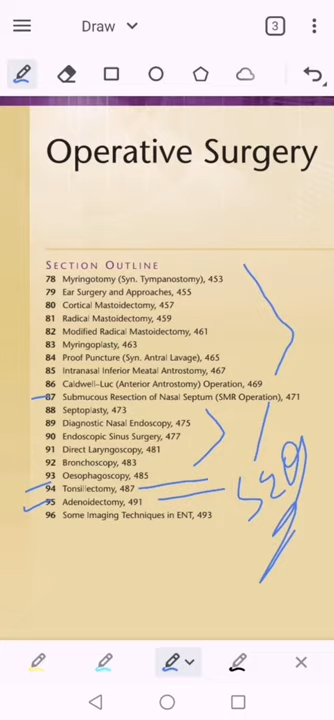 Draw
3
Operative Surgery
SECTION OUTLINE
78 Myringotomy (Syn. Tympanostomy), 453
79 Ear Surgery and Approaches, 455
80 Cortical Mastoidectomy, 457
81 Radical Mastoidectomy, 459
82 Modified Radical Mastoidectomy, 461
83 Myringoplasty, 463
84 Proof Puncture (Syn. Antral Lavage), 465
85 Intranasal Inferior Meatal Antrostomy, 467
86 Caldwell–Luc (Anterior Antrostomy) Operation, 469
87 Submucous Resection of Nasal Septum (SMR Operation), 471
88 Septoplasty, 473
89 Diagnostic Nasal Endoscopy, 475
90 Endoscopic Sinus Surgery, 477
91 Direct Laryngoscopy, 481
92 Bronchoscopy, 483
93 Oesophagoscopy, 485
94 Tonsillectomy, 487
95 Adenoidectomy, 491
96 Some Imaging Techniques in ENT, 493